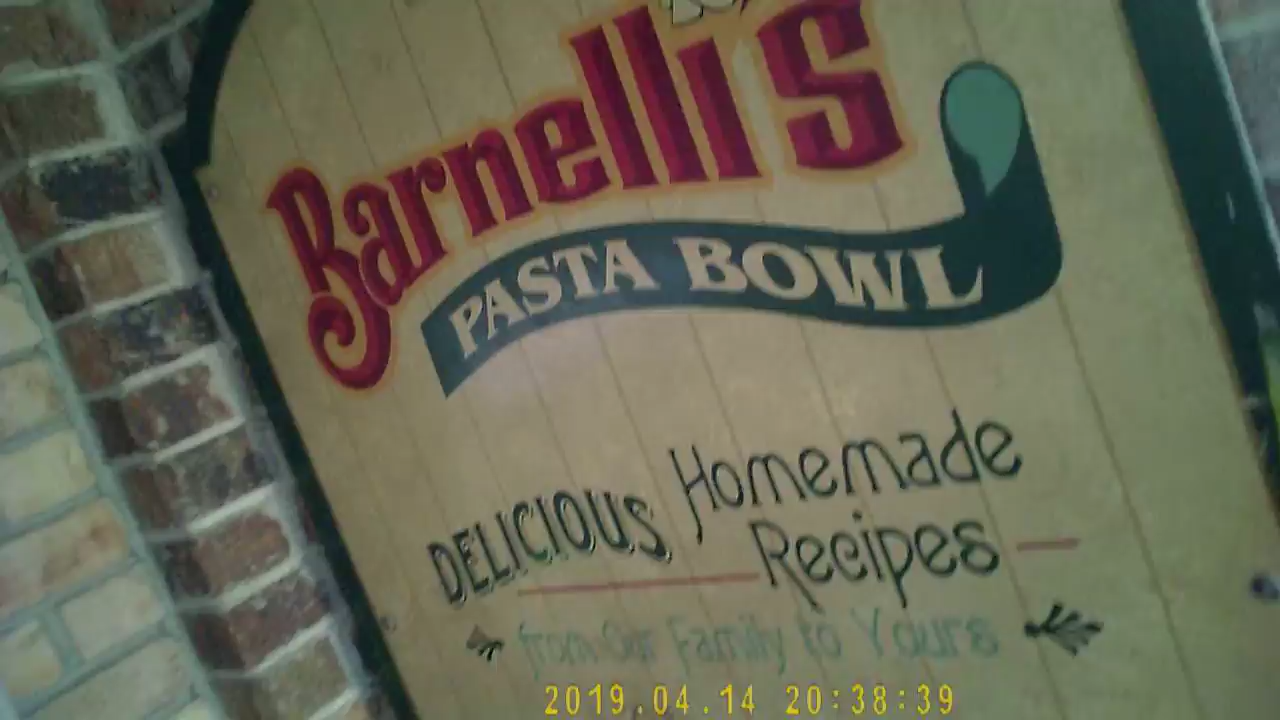 Barnelli's
PASTA BOWL
DELICIOUS Homemade
Recipes
from Our Family to Yours
2019.04.14 20:38:39